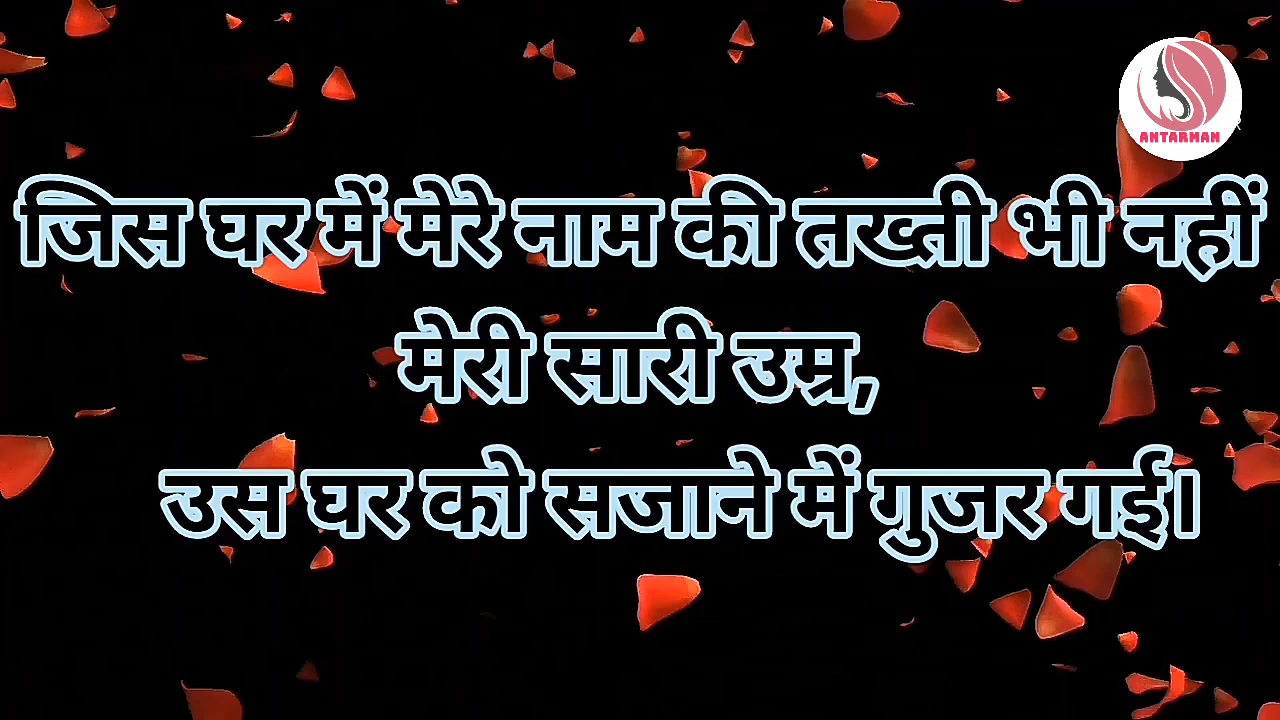 ANTARMAN
जिस घर में मेरे नाम की तख्ती भी नहीं
मेरी सारी उम्र,
उस घर को सजाने में गुजर गई।